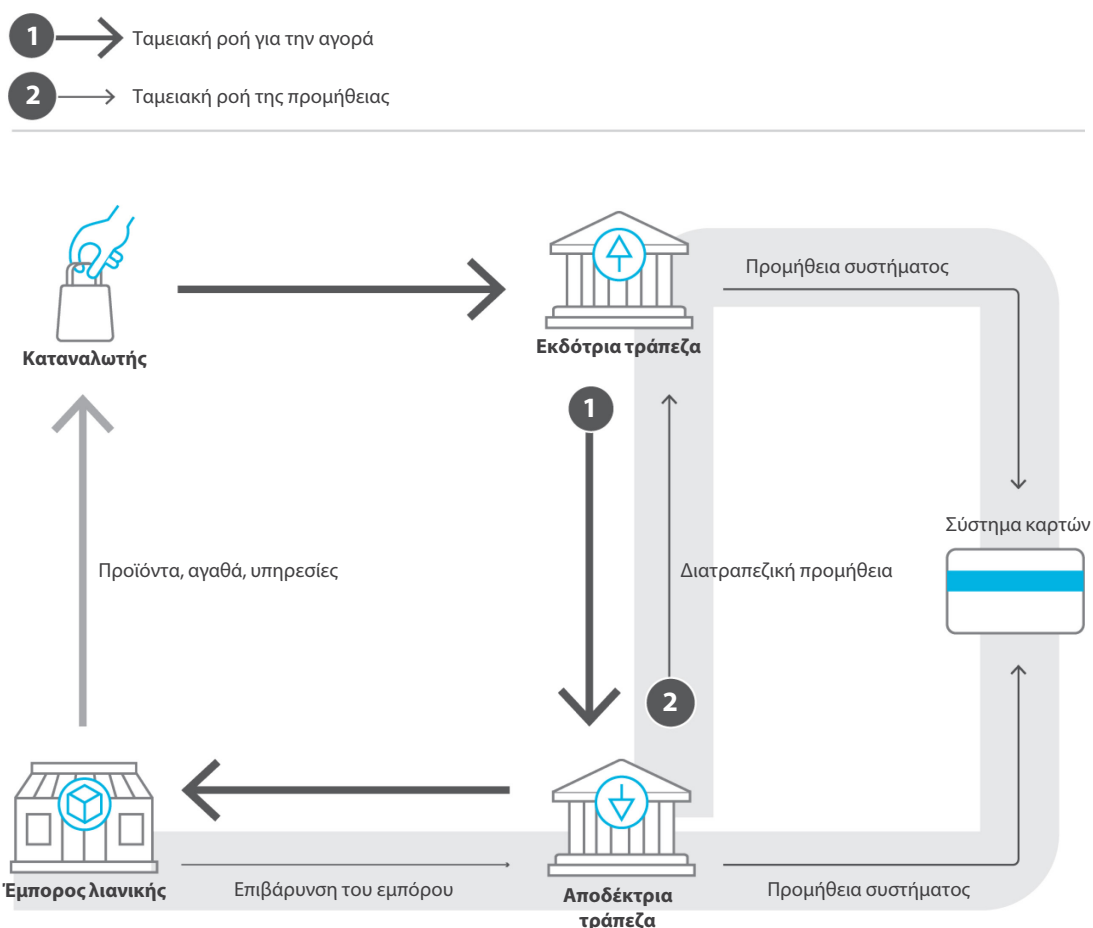 1 Ταμειακή ροή για την αγορά
2 Ταμειακή ροή της προμήθειας
Προμήθεια συστήματος
Καταναλωτής
Εκδότρια τράπεζα
1
Σύστημα καρτών
Προϊόντα, αγαθά, υπηρεσίες
Διατραπεζική προμήθεια
2
Έμπορος λιανικής
Επιβάρυνση του εμπόρου
Αποδέκτρια
τράπεζα
Προμήθεια συστήματος